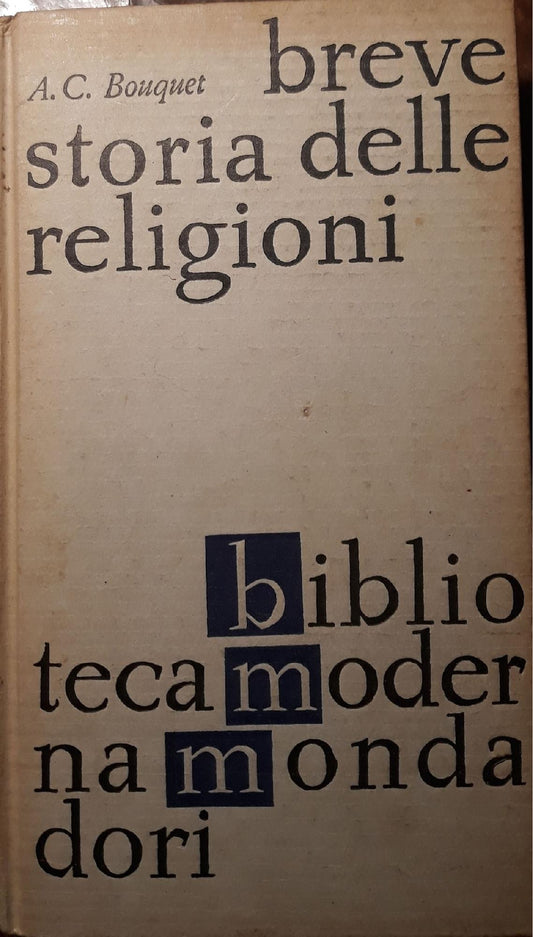 A. C. Bouquet breve
storia delle
religioni
biblio
teca moder
na monda
dori